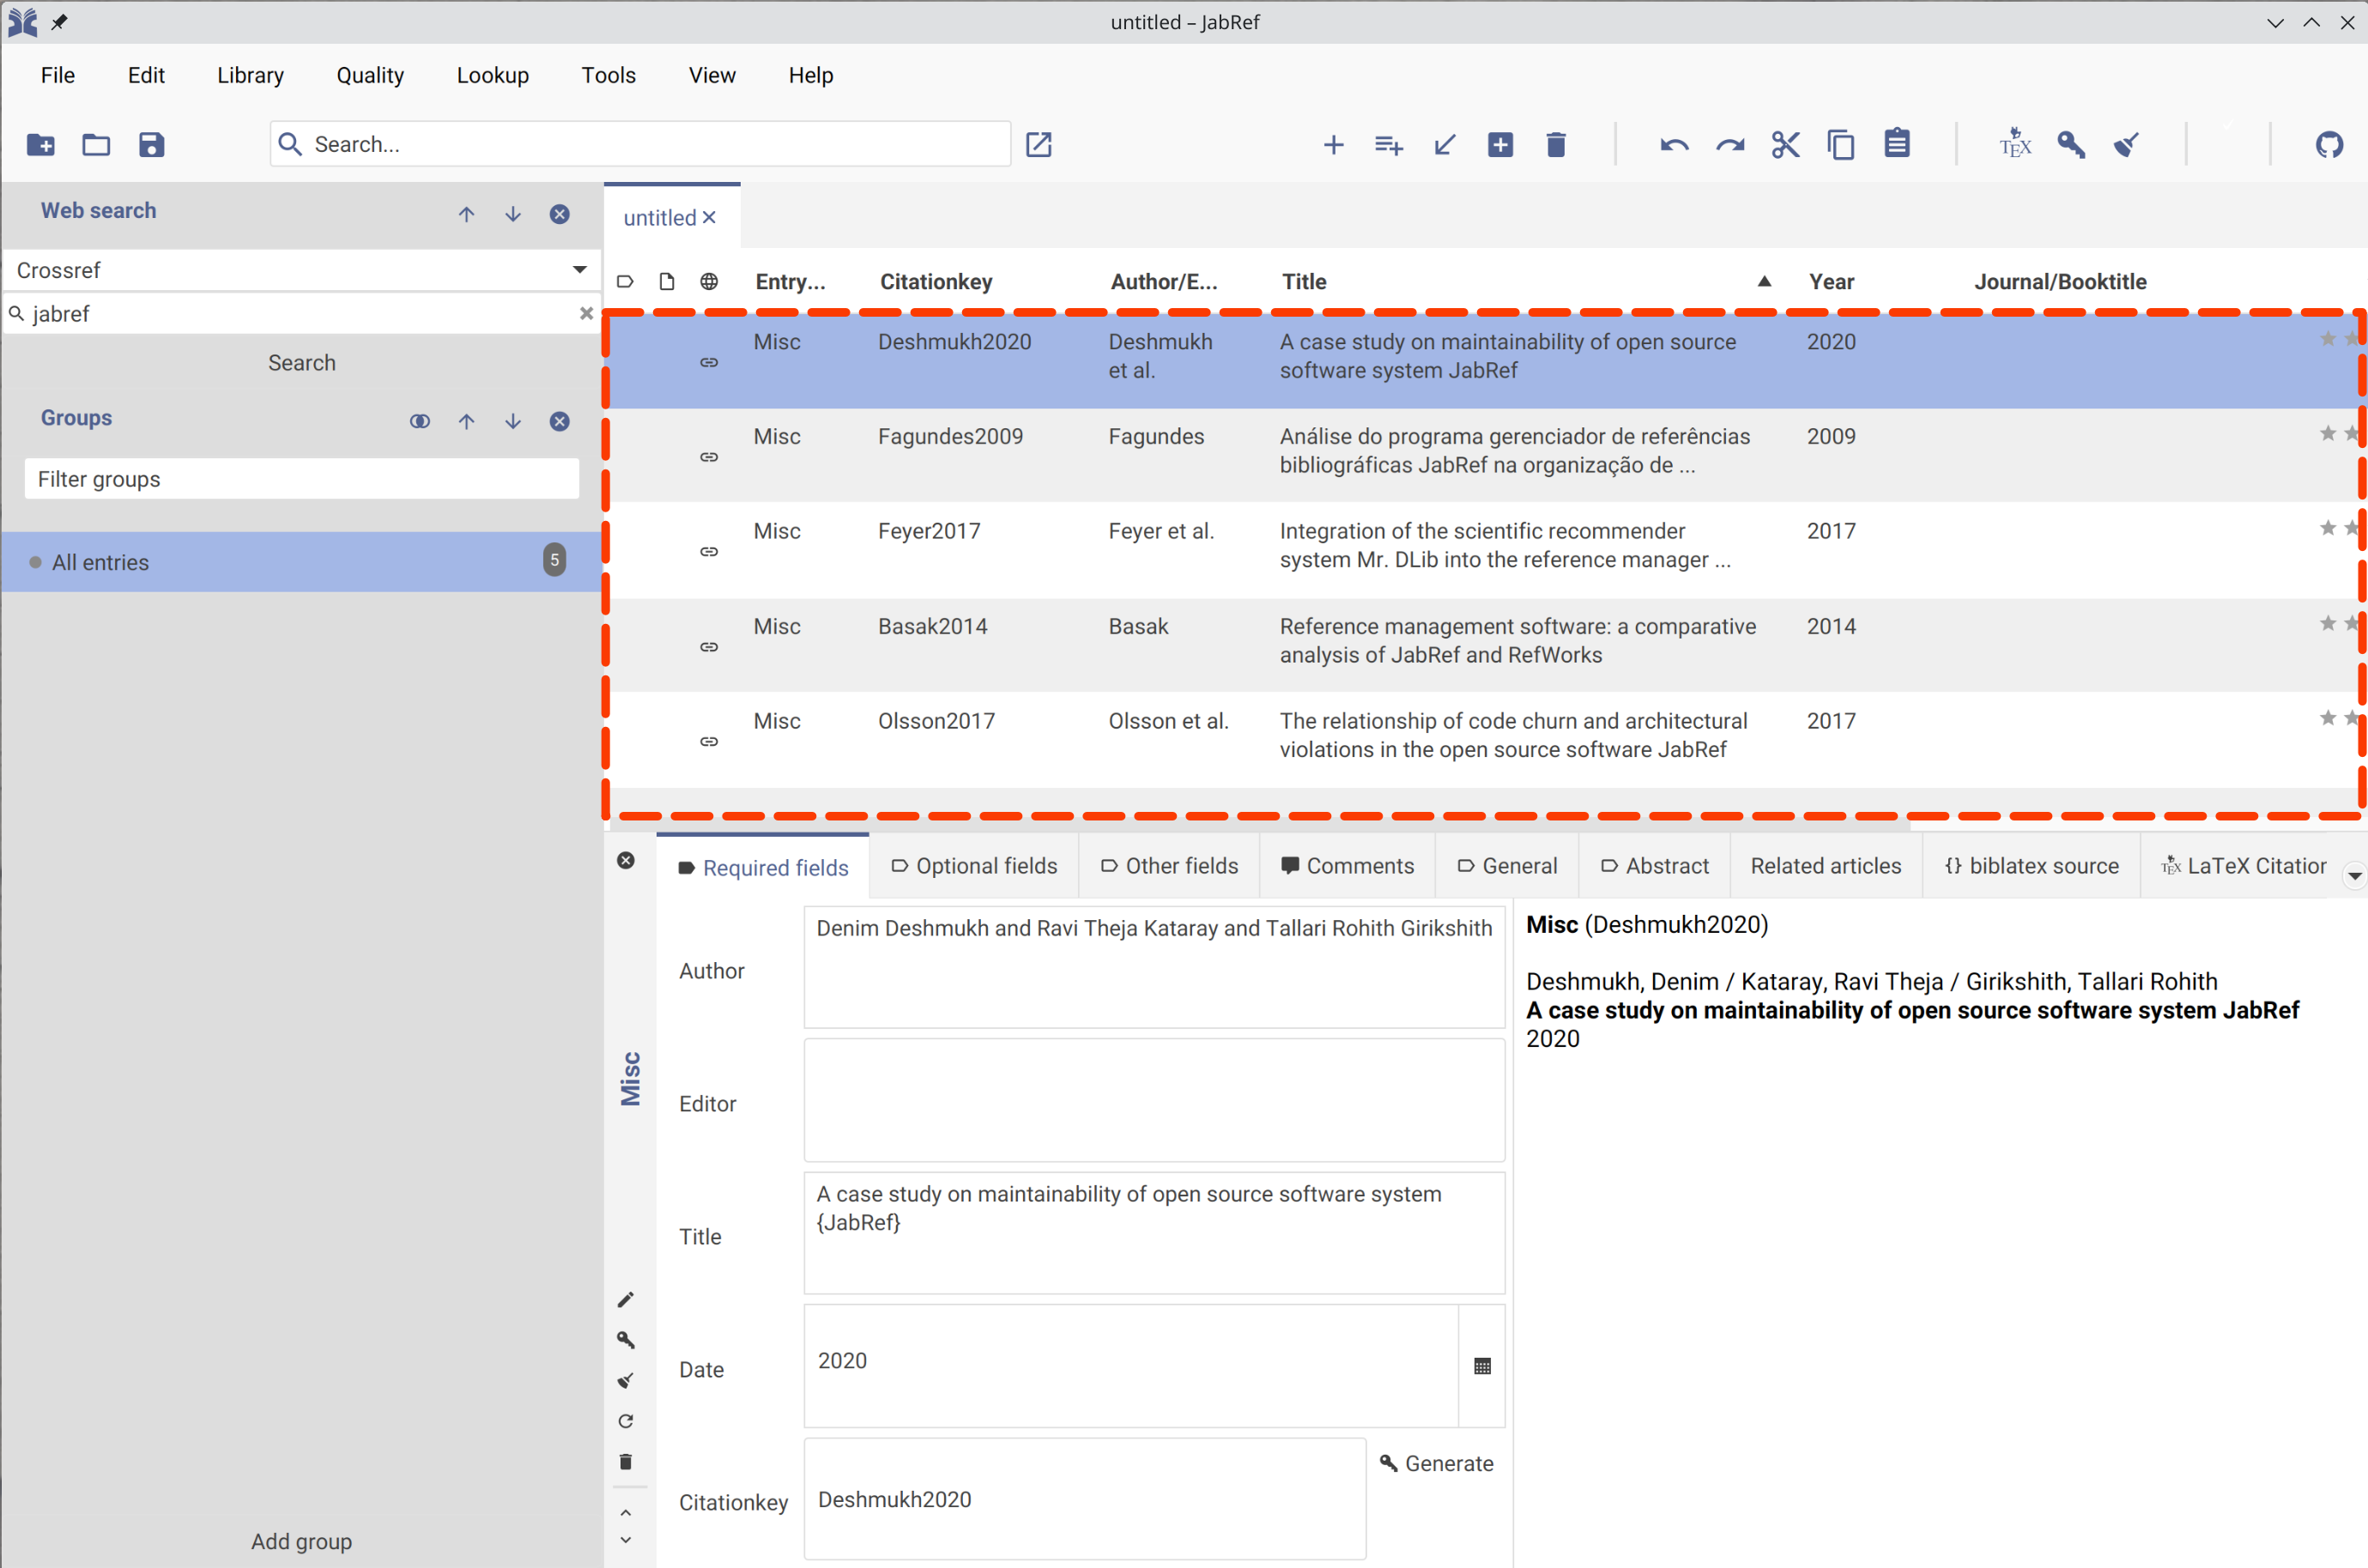 untitled – JabRef
File Edit Library Quality Lookup Tools View Help
Search...
TEX
Web search
Crossref
jabref
Search
Groups
Filter groups
All entries 5
Add group
untitled
Entry... Citationkey Author/E... Title Year Journal/Booktitle
Misc Deshmukh2020 Deshmukh A case study on maintainability of open source 2020
et al. software system JabRef
Misc Fagundes2009 Fagundes Análise do programa gerenciador de referências 2009
bibliográficas JabRef na organização de ...
Misc Feyer2017 Feyer et al. Integration of the scientific recommender 2017
system Mr. DLib into the reference manager ...
Misc Basak2014 Basak Reference management software: a comparative 2014
analysis of JabRef and RefWorks
Misc Olsson2017 Olsson et al. The relationship of code churn and architectural 2017
violations in the open source software JabRef
Required fields Optional fields Other fields Comments General Abstract Related articles {} biblatex source TEX LaTeX Citation
Misc
Author
Denim Deshmukh and Ravi Theja Kataray and Tallari Rohith Girikshith
Editor
Title
A case study on maintainability of open source software system
{JabRef}
Date
2020
Citationkey
Deshmukh2020
Generate
Misc (Deshmukh2020)
Deshmukh, Denim / Kataray, Ravi Theja / Girikshith, Tallari Rohith
A case study on maintainability of open source software system JabRef
2020